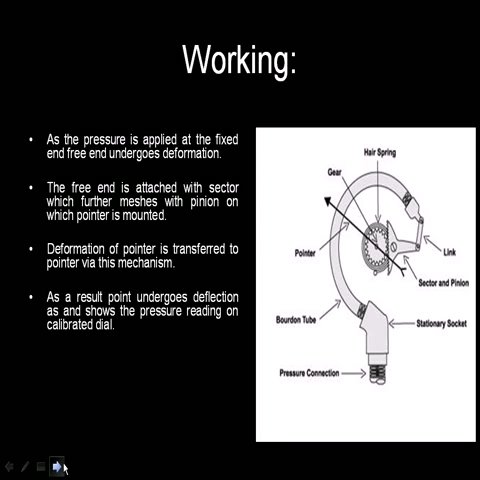 Working:
• As the pressure is applied at the fixed
end free end undergoes deformation.
• The free end is attached with sector
which further meshes with pinion on
which pointer is mounted.
• Deformation of pointer is transferred to
pointer via this mechanism.
• As a result point undergoes deflection
as and shows the pressure reading on
calibrated dial.
Hair Spring
Gear
Pointer
Link
Sector and Pinion
Bourdon Tube
Stationary Socket
Pressure Connection